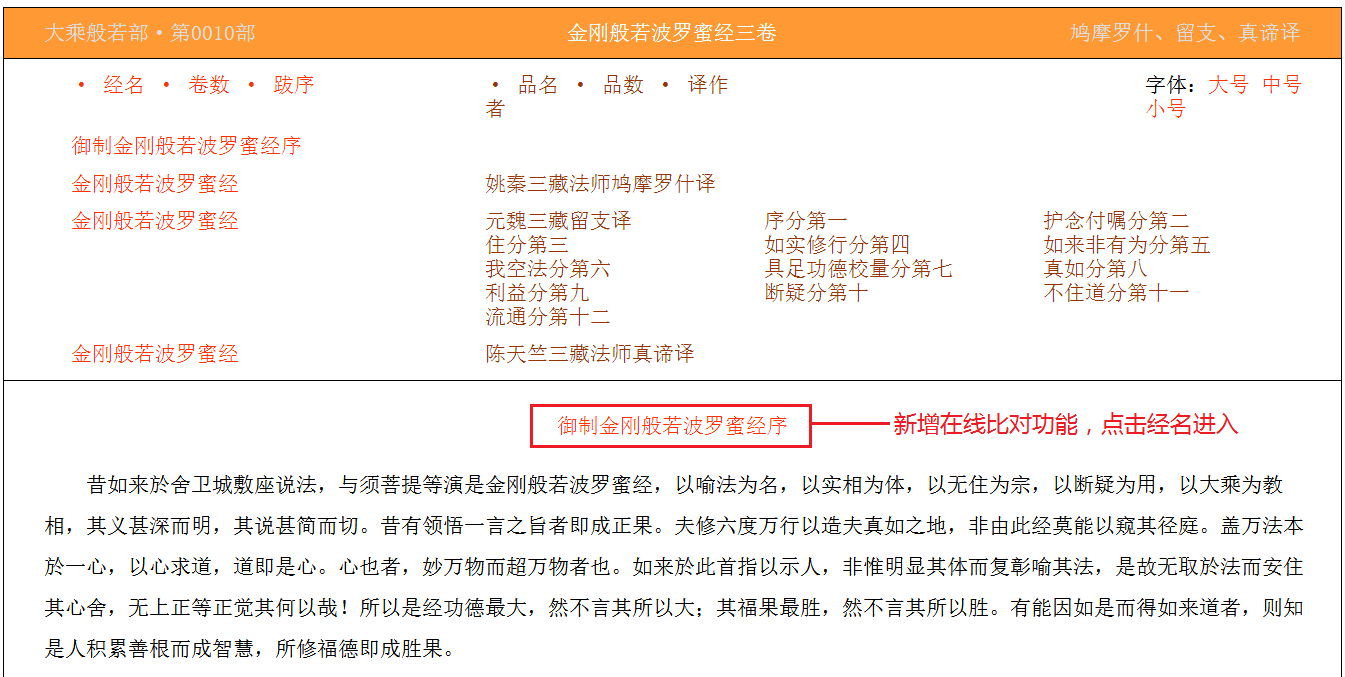 大乘般若部·第0010部 金刚般若波罗蜜经三卷 鸠摩罗什、留支、真谛译
• 经名 • 卷数 • 跋序 • 品名 • 品数 • 译作 字体：大号 中号
者 小号
御制金刚般若波罗蜜经序
金刚般若波罗蜜经 姚秦三藏法师鸠摩罗什译
金刚般若波罗蜜经 元魏三藏留支译 序分第一 护念付嘱分第二
住分第三 如实修行分第四 如来非有为分第五
我空法分第六 具足功德校量分第七 真如分第八
利益分第九 断疑分第十 不住道分第十一
流通分第十二
金刚般若波罗蜜经 陈天竺三藏法师真谛译
御制金刚般若波罗蜜经序 新增在线比对功能，点击经名进入
昔如来於舍卫城敷座说法，与须菩提等演是金刚般若波罗蜜经，以喻法为名，以实相为体，以无住为宗，以断疑为用，以大乘为教
相，其义甚深而明，其说甚简而切。昔有领悟一言之旨者即成正果。夫修六度万行以造夫真如之地，非由此经莫能以窥其径庭。盖万法本
於一心，以心求道，道即是心。心也者，妙万物而超万物者也。如来於此首指以示人，非惟明显其体而复彰喻其法，是故无取於法而安住
其心舍，无上正等正觉其何以哉！所以是经功德最大，然不言其所以大；其福果最胜，然不言其所以胜。有能因如是而得如来道者，则知
是人积累善根而成智慧，所修福德即成胜果。